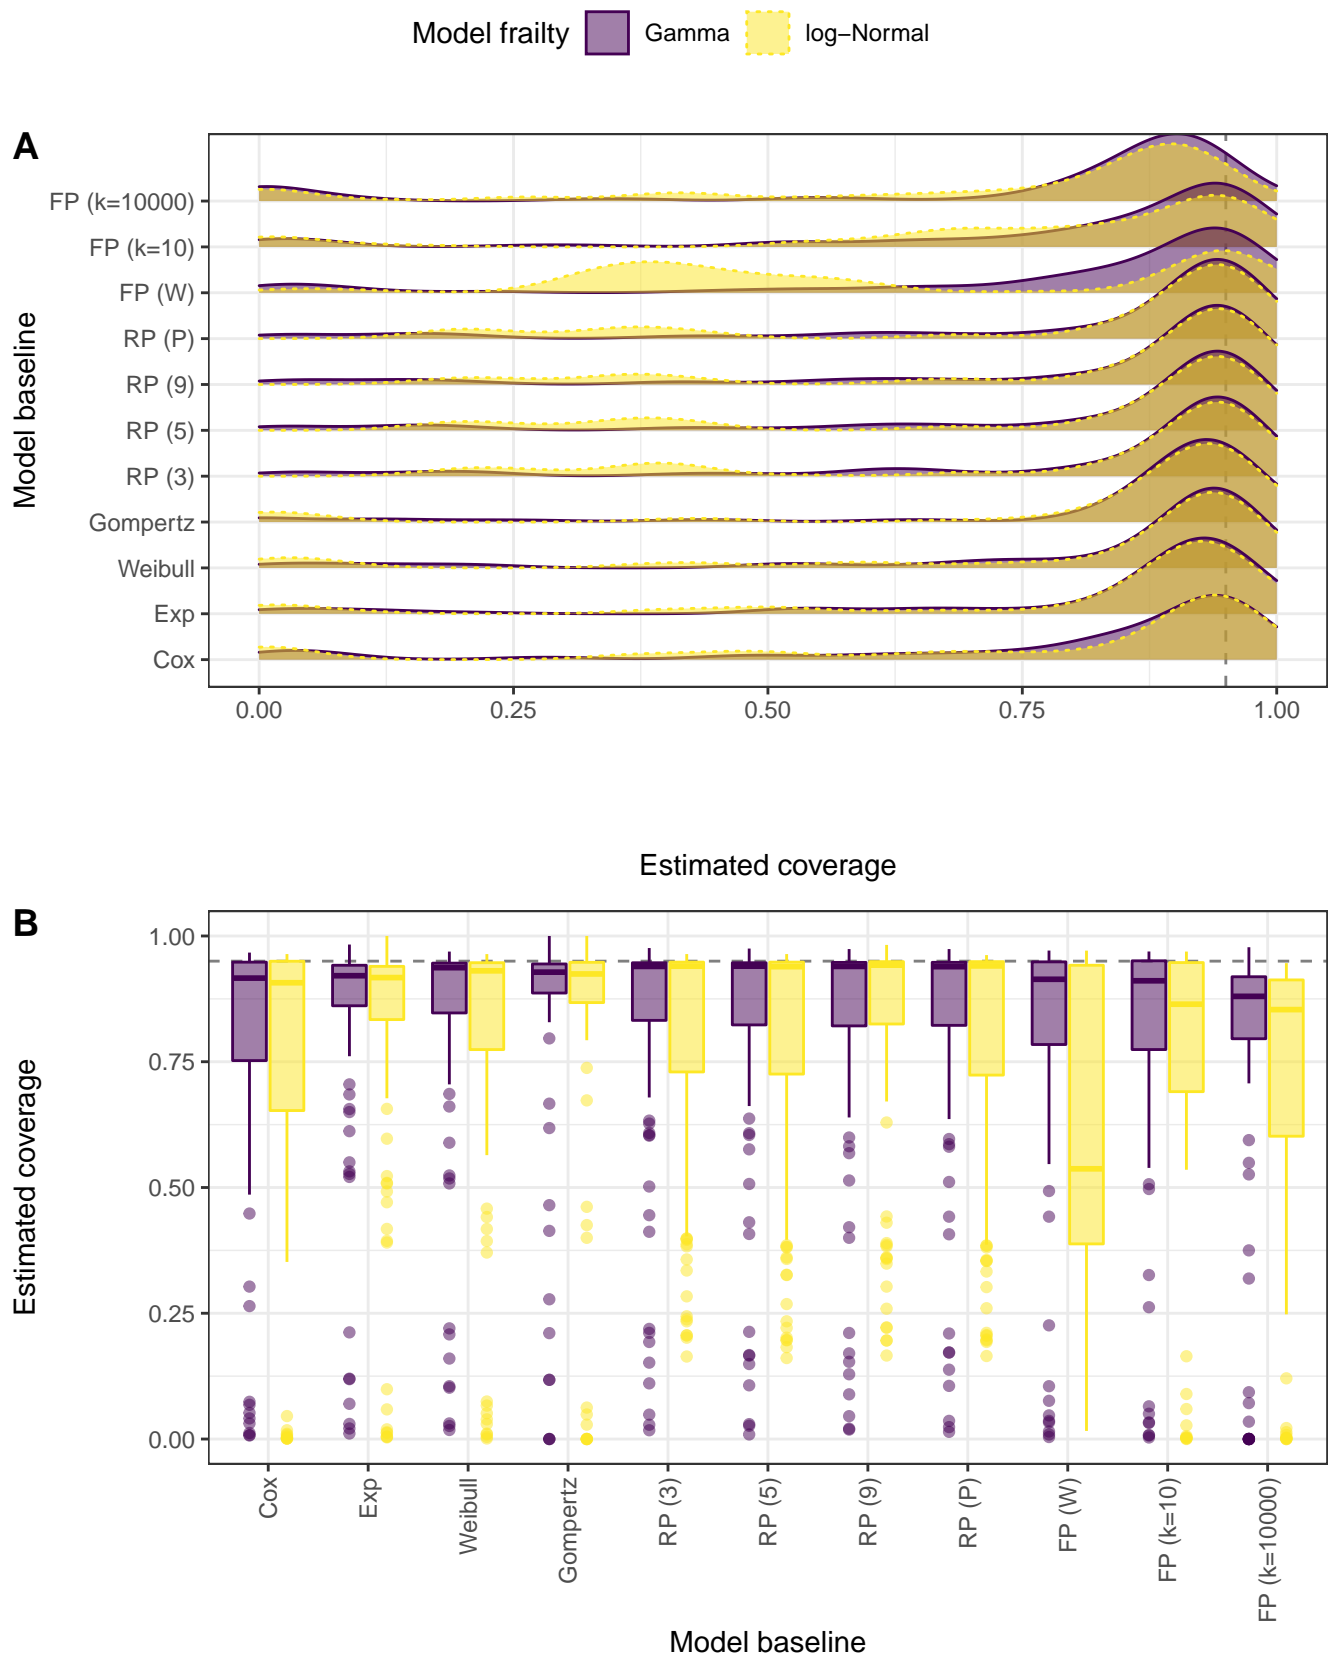 Model frailty Gamma log−Normal
A
Model baseline
FP (k=10000)
FP (k=10)
FP (W)
RP (P)
RP (9)
RP (5)
RP (3)
Gompertz
Weibull
Exp
Cox
0.00 0.25 0.50 0.75 1.00
Estimated coverage
B
Estimated coverage
1.00
0.75
0.50
0.25
0.00
Cox
Exp
Weibull
Gompertz
RP (3)
RP (5)
RP (9)
RP (P)
FP (W)
FP (k=10)
FP (k=10000)
Model baseline